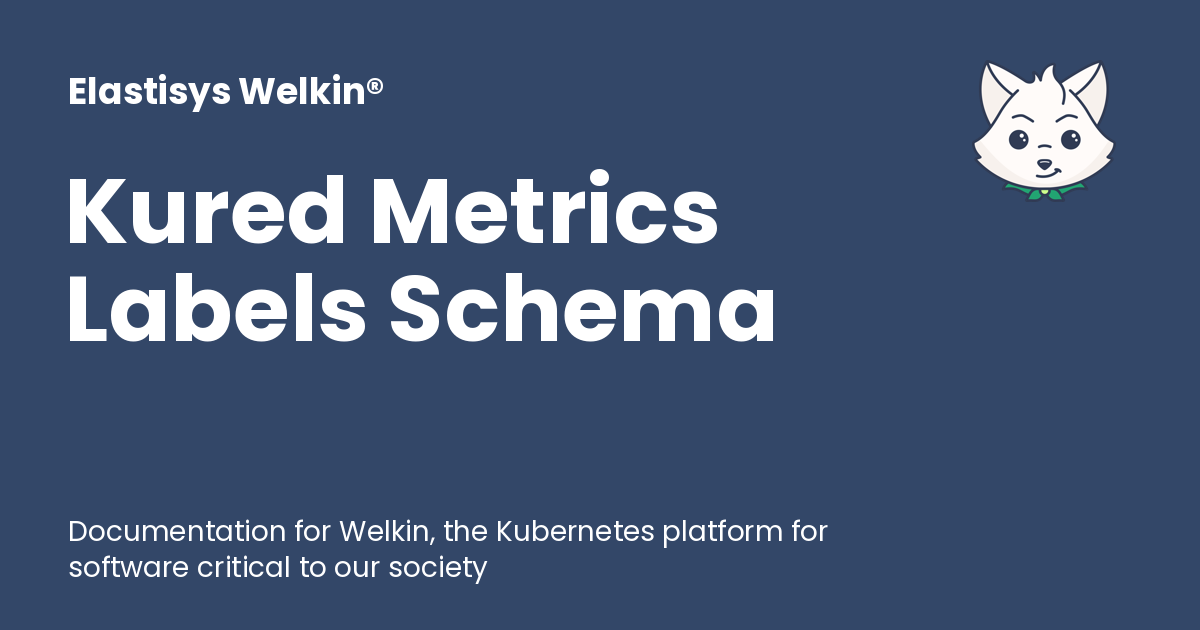 Elastisys Welkin®
Kured Metrics
Labels Schema
Documentation for Welkin, the Kubernetes platform for
software critical to our society